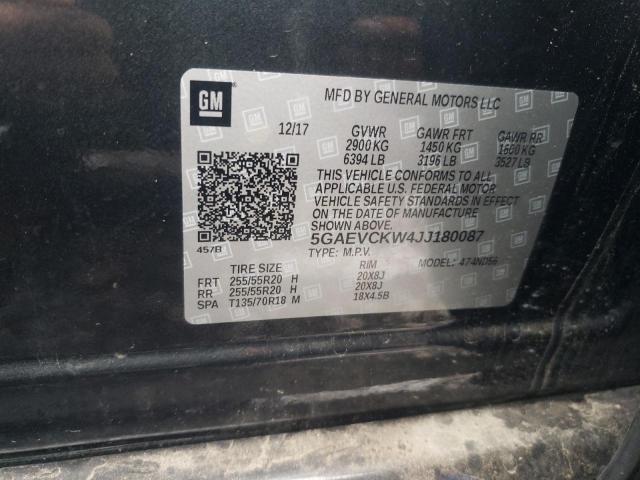 GM
MFD BY GENERAL MOTORS LLC
12/17 GVWR GAWR FRT GAWR RR
2900 KG 1450 KG 1600 KG
6394 LB 3196 LB 3527 LB
THIS VEHICLE CONFORMS TO ALL
APPLICABLE U.S. FEDERAL MOTOR
VEHICLE SAFETY STANDARDS IN EFFECT
ON THE DATE OF MANUFACTURE
SHOWN ABOVE.
457B 5GAEVCKW4JJ180087
TYPE: M.P.V. MODEL: 474ND56
TIRE SIZE RIM
FRT 255/55R20 H 20X8J
RR 255/55R20 H 20X8J
SPA T135/70R18 M 18X4.5B